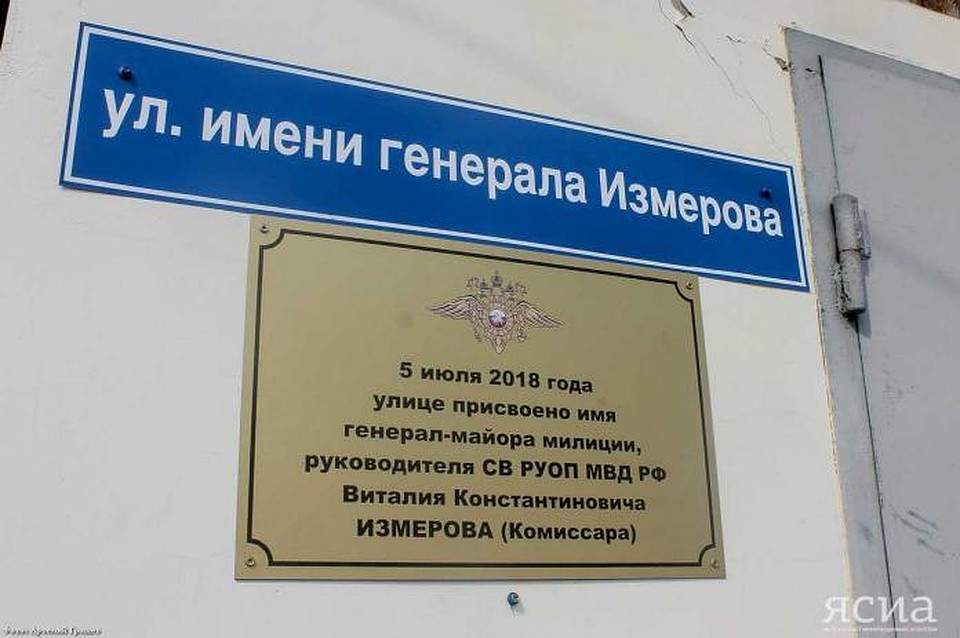 ул. имени генерала Измерова
5 июля 2018 года
улице присвоено имя
генерал-майора милиции,
руководителя СВ РУОП МВД РФ
Виталия Константиновича
ИЗМЕРОВА (Комиссара)
ясиа